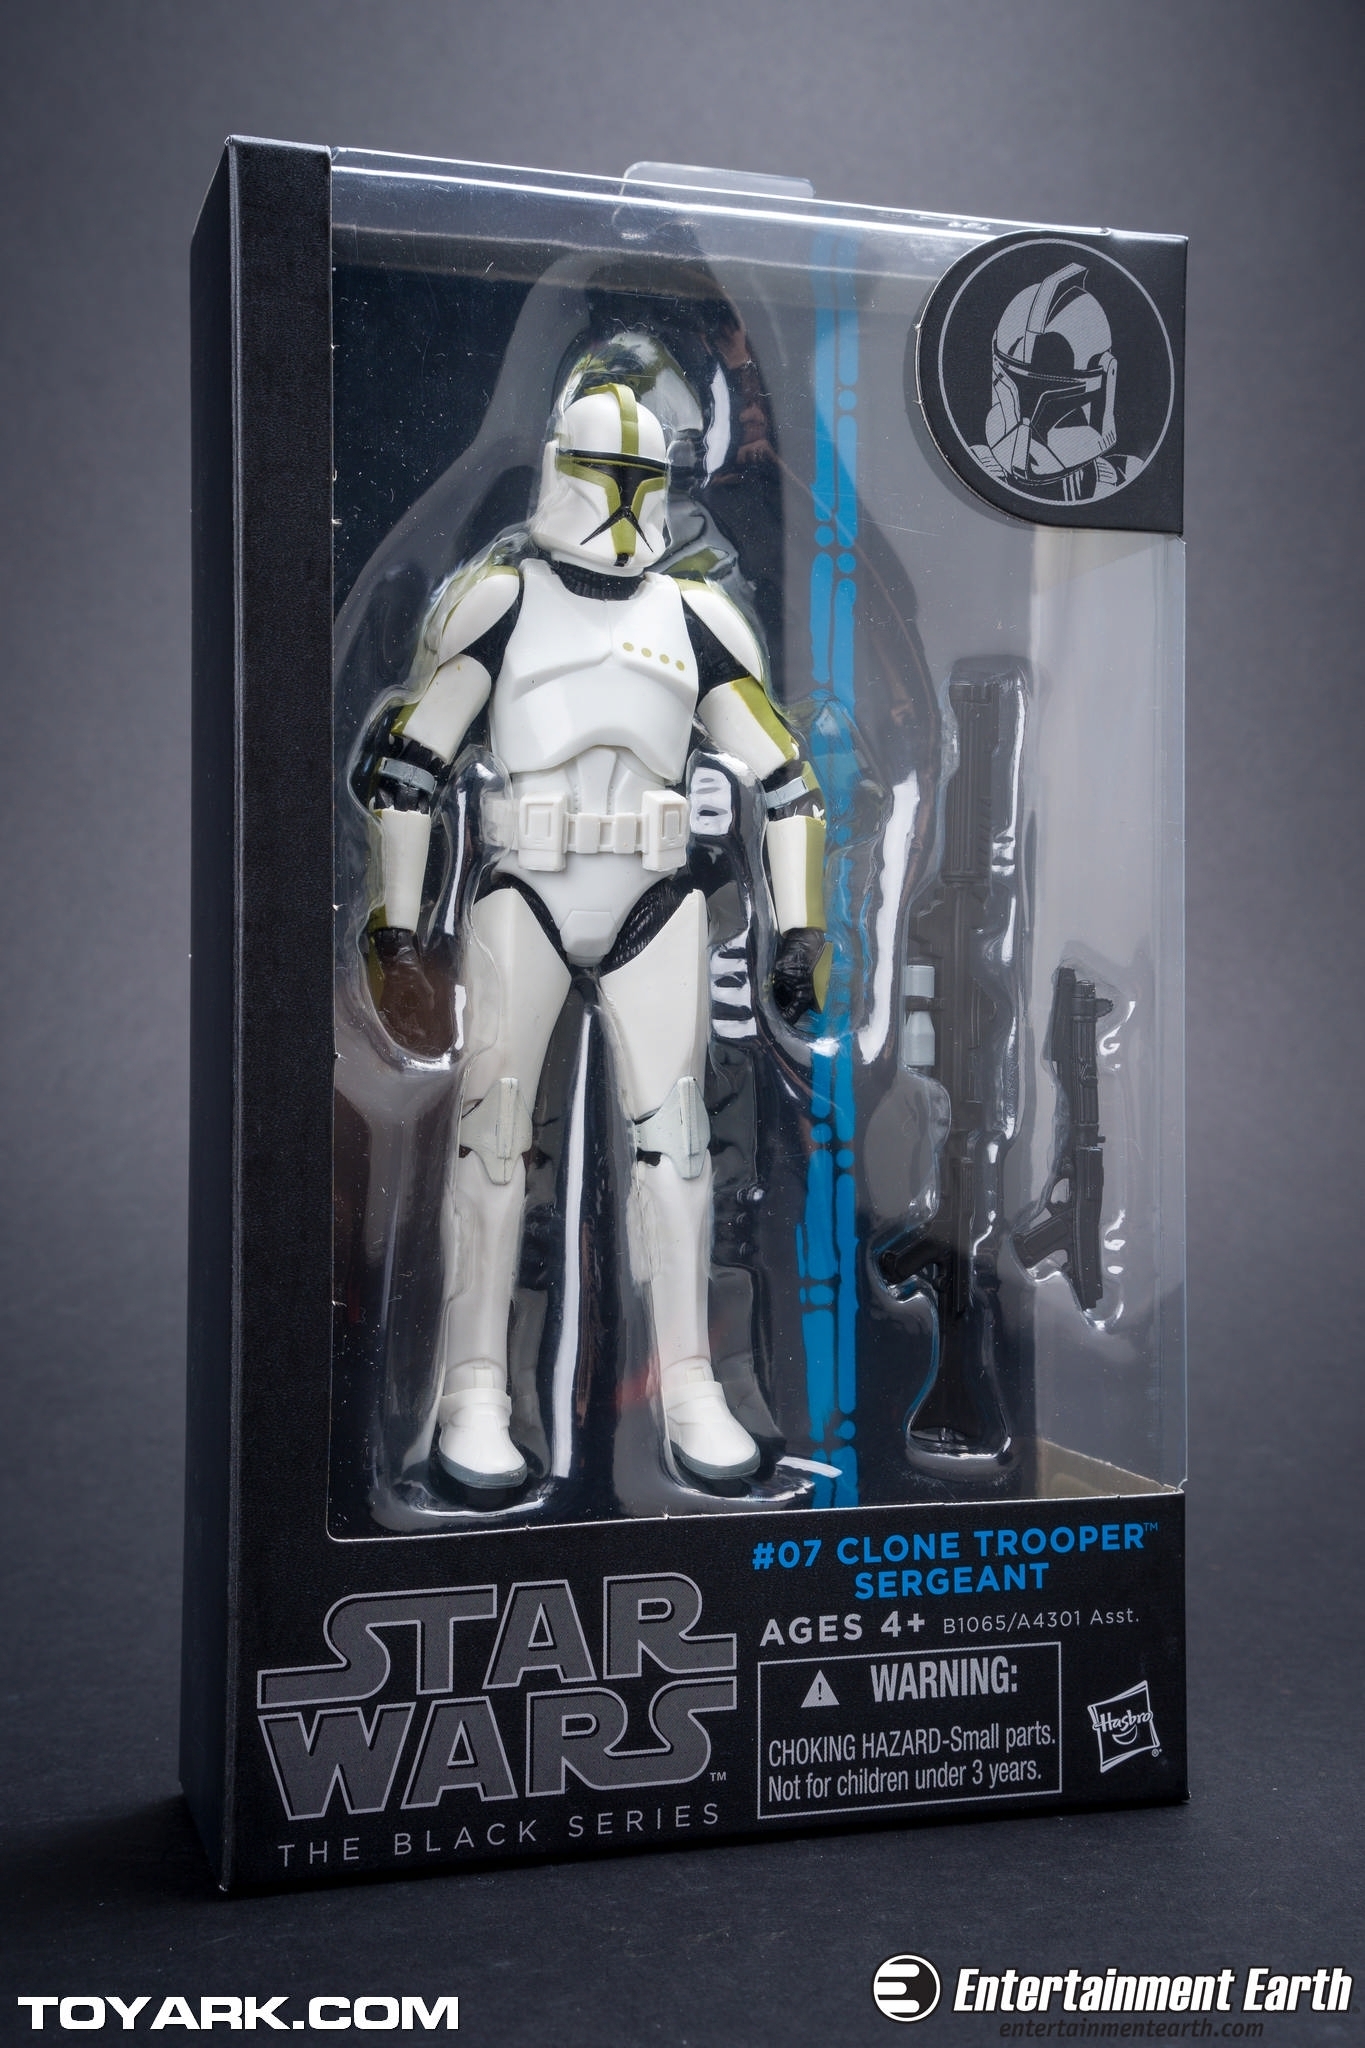 #07 CLONE TROOPER™
SERGEANT
AGES 4+ B1065/A4301 Asst.
STAR
WARS™
THE BLACK SERIES
WARNING:
CHOKING HAZARD-Small parts.
Not for children under 3 years.
Hasbro®
TOYARK.COM
Entertainment Earth
entertainmentearth.com